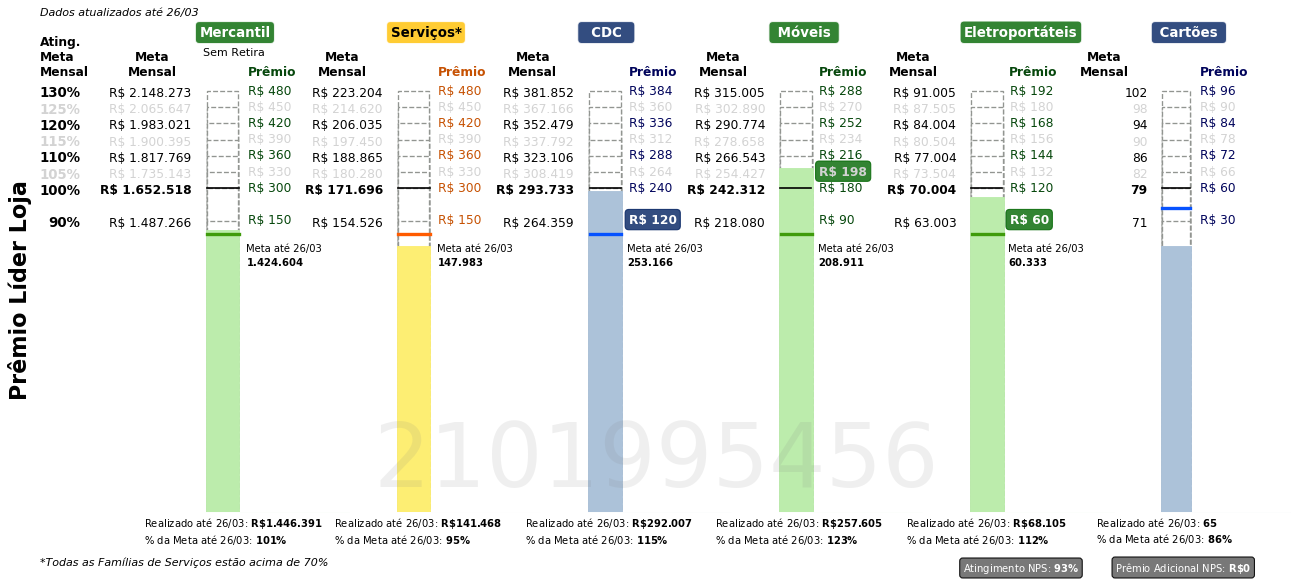 Dados atualizados até 26/03
Mercantil Serviços* CDC Móveis Eletroportáteis Cartões
Sem Retira
Ating. Meta Mensal Meta Mensal Prêmio Meta Mensal Prêmio Meta Mensal Prêmio Meta Mensal Prêmio Meta Mensal Prêmio Meta Mensal Prêmio
130% R$ 2.148.273 R$ 480 R$ 223.204 R$ 480 R$ 381.852 R$ 384 R$ 315.005 R$ 288 R$ 91.005 R$ 192 102 R$ 96
125% R$ 2.065.647 R$ 450 R$ 214.620 R$ 450 R$ 367.166 R$ 360 R$ 302.890 R$ 270 R$ 87.505 R$ 180 98 R$ 90
120% R$ 1.983.021 R$ 420 R$ 206.035 R$ 420 R$ 352.479 R$ 336 R$ 290.774 R$ 252 R$ 84.004 R$ 168 94 R$ 84
115% R$ 1.900.395 R$ 390 R$ 197.450 R$ 390 R$ 337.792 R$ 312 R$ 278.658 R$ 234 R$ 80.504 R$ 156 90 R$ 78
110% R$ 1.817.769 R$ 360 R$ 188.865 R$ 360 R$ 323.106 R$ 288 R$ 266.543 R$ 216 R$ 77.004 R$ 144 86 R$ 72
105% R$ 1.735.143 R$ 330 R$ 180.280 R$ 330 R$ 308.419 R$ 264 R$ 254.427 R$ 198 R$ 73.504 R$ 132 82 R$ 66
100% R$ 1.652.518 R$ 300 R$ 171.696 R$ 300 R$ 293.733 R$ 240 R$ 242.312 R$ 180 R$ 70.004 R$ 120 79 R$ 60
90% R$ 1.487.266 R$ 150 R$ 154.526 R$ 150 R$ 264.359 R$ 120 R$ 218.080 R$ 90 R$ 63.003 R$ 60 71 R$ 30
Meta até 26/03 Meta até 26/03 Meta até 26/03 Meta até 26/03 Meta até 26/03
1.424.604 147.983 253.166 208.911 60.333
Prêmio Líder Loja
2101995456
Realizado até 26/03: R$1.446.391 Realizado até 26/03: R$141.468 Realizado até 26/03: R$292.007 Realizado até 26/03: R$257.605 Realizado até 26/03: R$68.105 Realizado até 26/03: 65
% da Meta até 26/03: 101% % da Meta até 26/03: 95% % da Meta até 26/03: 115% % da Meta até 26/03: 123% % da Meta até 26/03: 112% % da Meta até 26/03: 86%
*Todas as Famílias de Serviços estão acima de 70%
Atingimento NPS: 93% Prêmio Adicional NPS: R$0